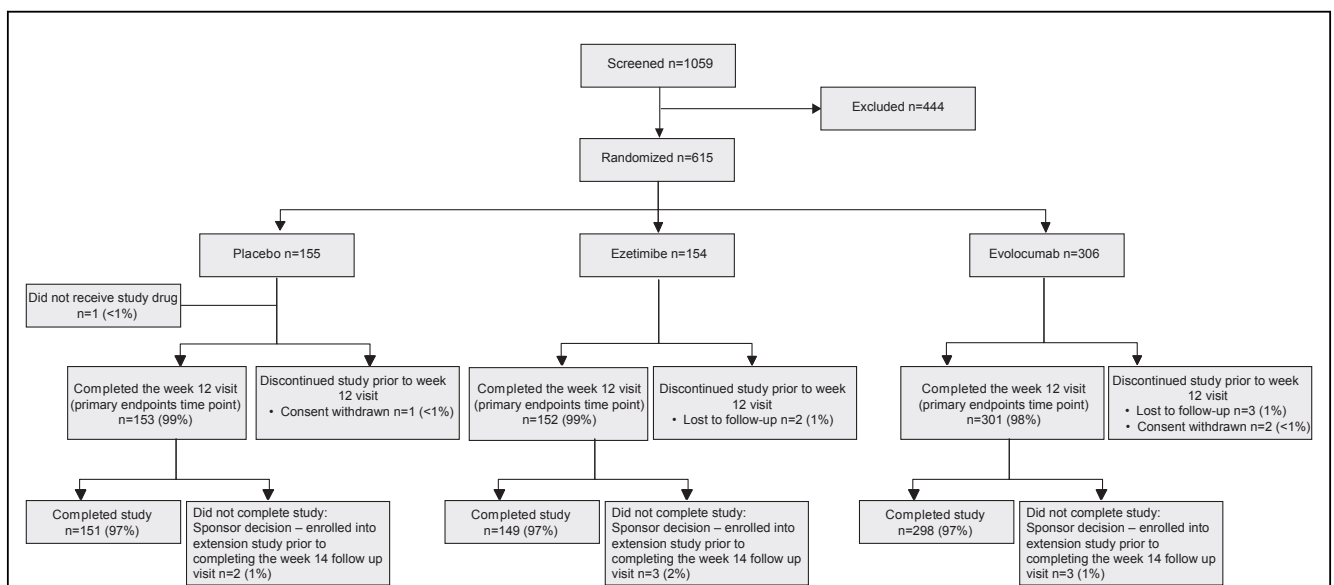 Screened n=1059
Excluded n=444
Randomized n=615
Placebo n=155
Ezetimibe n=154
Evolocumab n=306
Did not receive study drug
n=1 (<1%)
Completed the week 12 visit
(primary endpoints time point)
n=153 (99%)
Discontinued study prior to week
12 visit
• Consent withdrawn n=1 (<1%)
Completed the week 12 visit
(primary endpoints time point)
n=152 (99%)
Discontinued study prior to week
12 visit
• Lost to follow-up n=2 (1%)
Completed the week 12 visit
(primary endpoints time point)
n=301 (98%)
Discontinued study prior to week
12 visit
• Lost to follow-up n=3 (1%)
• Consent withdrawn n=2 (<1%)
Completed study
n=151 (97%)
Did not complete study:
Sponsor decision – enrolled into
extension study prior to
completing the week 14 follow up
visit n=2 (1%)
Completed study
n=149 (97%)
Did not complete study:
Sponsor decision – enrolled into
extension study prior to
completing the week 14 follow up
visit n=3 (2%)
Completed study
n=298 (97%)
Did not complete study:
Sponsor decision – enrolled into
extension study prior to
completing the week 14 follow up
visit n=3 (1%)